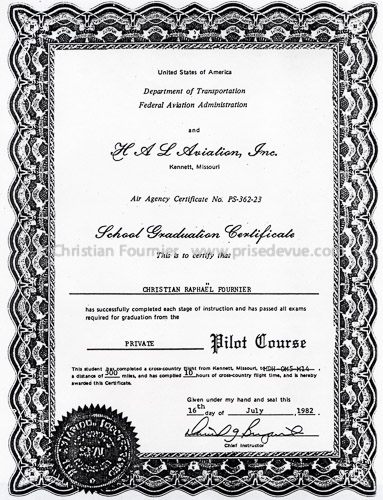 United States of America
Department of Transportation
Federal Aviation Administration
and
H A L Aviation, Inc.
Kennett, Missouri
Air Agency Certificate No. PS-362-23
School Graduation Certificate
Christian Fournier www.prisedevue.com
This is to certify that
CHRISTIAN RAPHAËL FOURNIER
has successfully completed each stage of instruction and has passed all exams
required for graduation from the
PRIVATE Pilot Course
This student has completed a cross-country flight from Kennett, Missouri, to
a distance of 300 miles, and has compiled 10 hours of cross-country flight time, and is hereby
awarded this Certificate.
Given under my hand and seal this
16th day of July 1982.
Chief Instructor